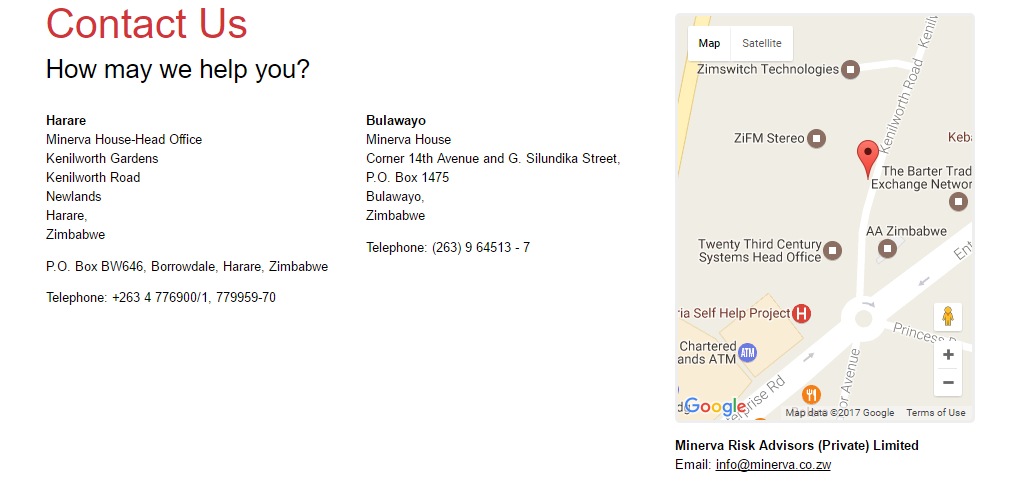 Contact Us
How may we help you?
Harare
Minerva House-Head Office
Kenilworth Gardens
Kenilworth Road
Newlands
Harare,
Zimbabwe
P.O. Box BW646, Borrowdale, Harare, Zimbabwe
Telephone: +263 4 776900/1, 779959-70
Bulawayo
Minerva House
Corner 14th Avenue and G. Silundika Street,
P.O. Box 1475
Bulawayo,
Zimbabwe
Telephone: (263) 9 64513 - 7
Map Satellite
Kenil
Zimswitch Technologies
Kenilworth Road
ZiFM Stereo
Keba
The Barter Trad
Exchange Networ
AA Zimbabwe
Twenty Third Century
Systems Head Office
Ent
ria Self Help Project
H
Princess
Chartered
ands ATM
ATM
+
−
or Avenue
erprise Rd
Google
Map data ©2017 Google Terms of Use
Minerva Risk Advisors (Private) Limited
Email: info@minerva.co.zw